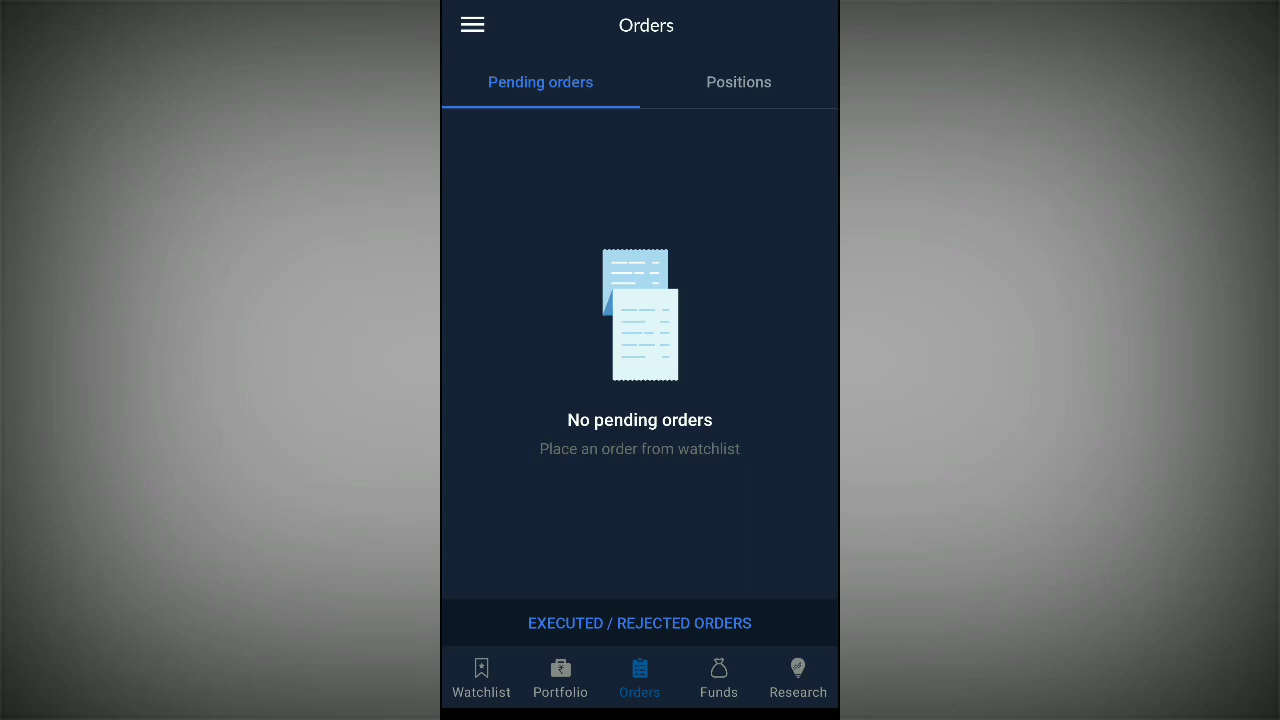 Orders
Pending orders
Positions
No pending orders
Place an order from watchlist
EXECUTED / REJECTED ORDERS
Watchlist
Portfolio
Orders
Funds
Research